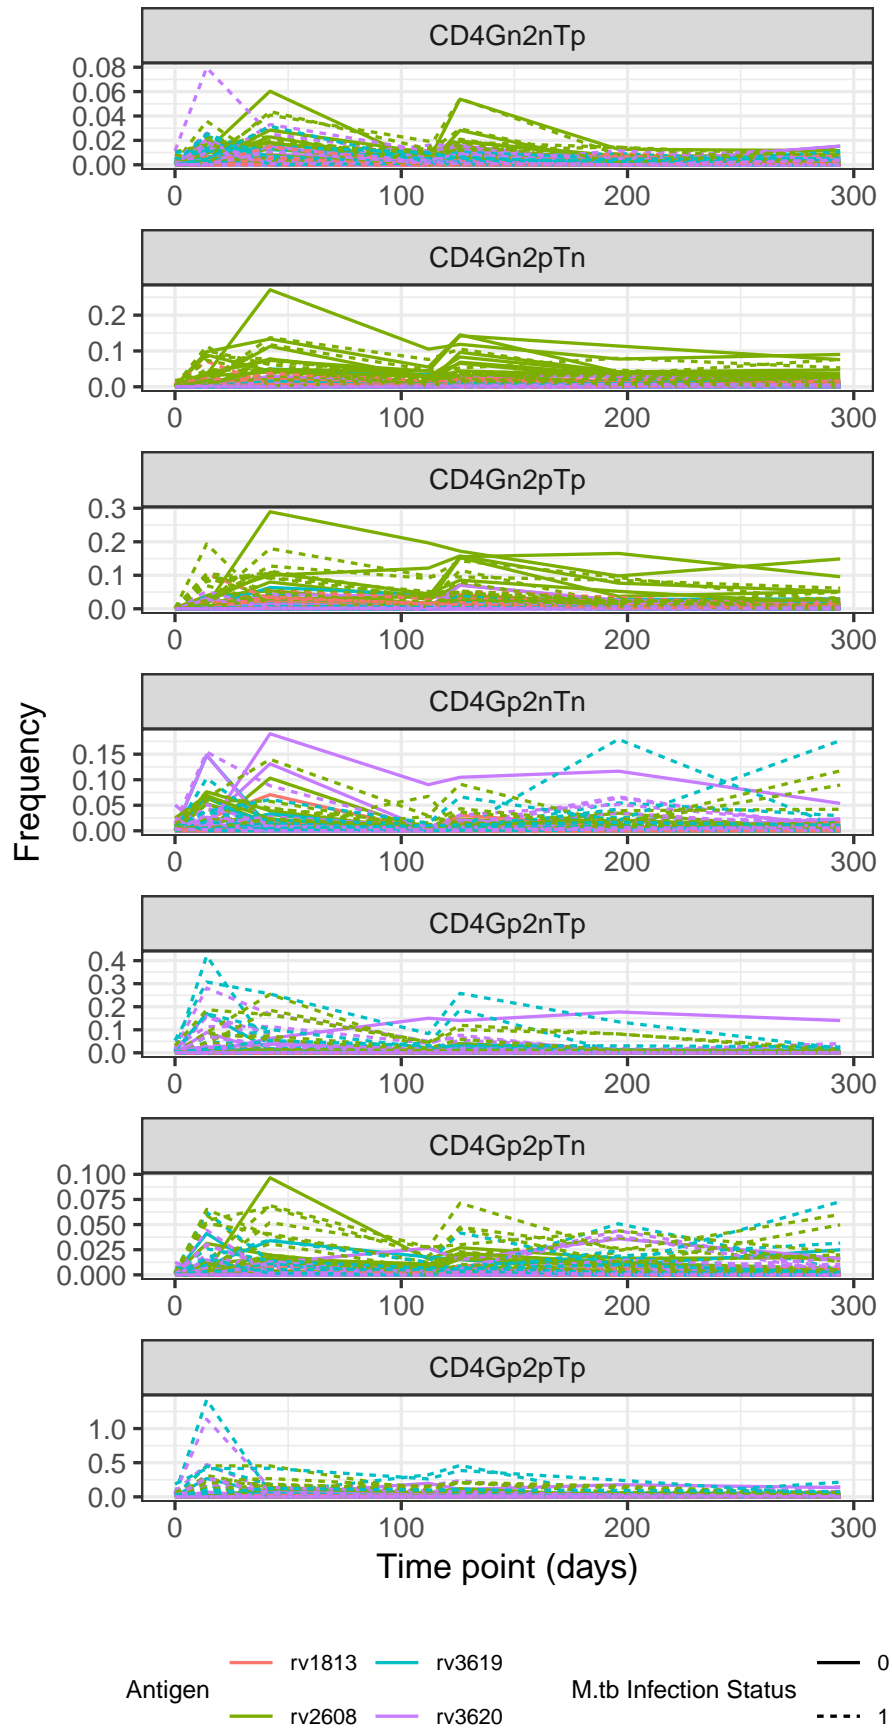 CD4Gn2nTp
0.08
0.06
0.04
0.02
0.00
0 100 200 300
CD4Gn2pTn
0.2
0.1
0.0
0 100 200 300
CD4Gn2pTp
0.3
0.2
0.1
0.0
0 100 200 300
Frequency
CD4Gp2nTn
0.15
0.10
0.05
0.00
0 100 200 300
CD4Gp2nTp
0.4
0.3
0.2
0.1
0.0
0 100 200 300
CD4Gp2pTn
0.100
0.075
0.050
0.025
0.000
0 100 200 300
CD4Gp2pTp
1.0
0.5
0.0
0 100 200 300
Time point (days)
Antigen
rv1813 rv3619
rv2608 rv3620
M.tb Infection Status
0
1